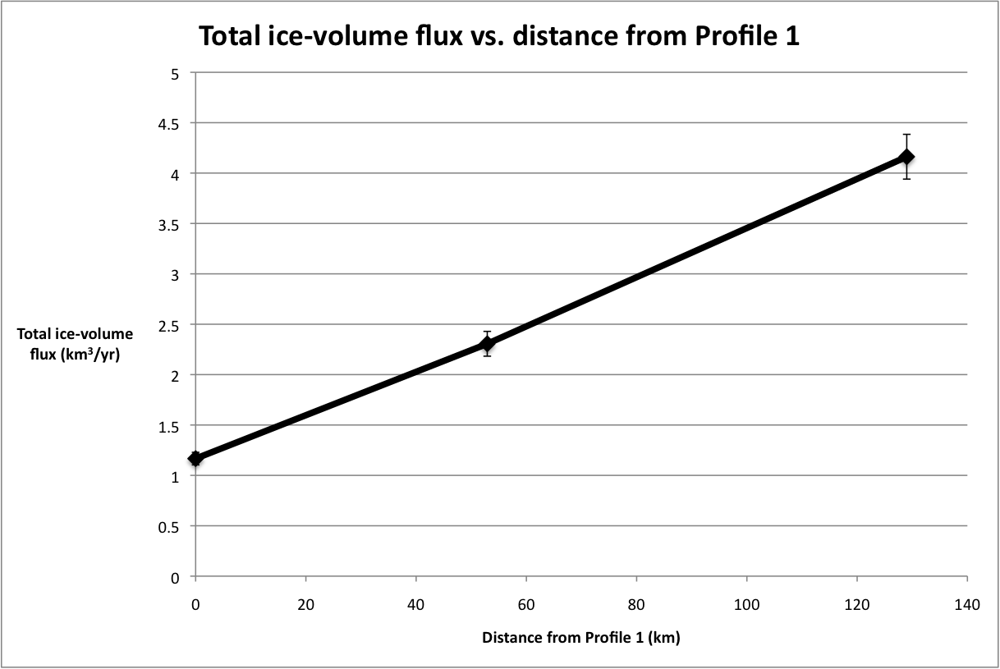 Total ice-volume flux vs. distance from Profile 1
5
4.5
4
3.5
3
2.5
2
1.5
1
0.5
0
Total ice-volume
flux (km³/yr)
0 20 40 60 80 100 120 140
Distance from Profile 1 (km)